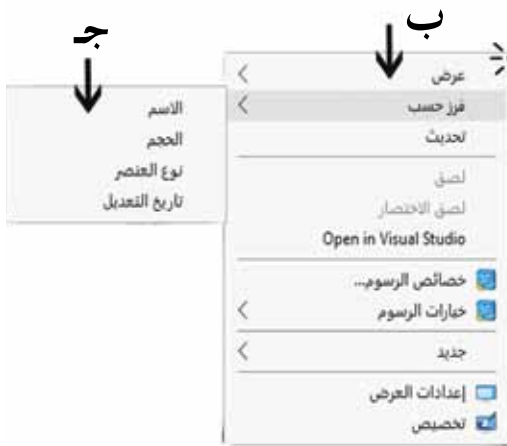 ب
جـ
عرض
فرز حسب
تحديث
لصق
لصق الاختصار
Open in Visual Studio
خصائص الرسوم...
خيارات الرسوم
جديد
إعدادات العرض
تخصيص
الاسم
الحجم
نوع العنصر
تاريخ التعديل